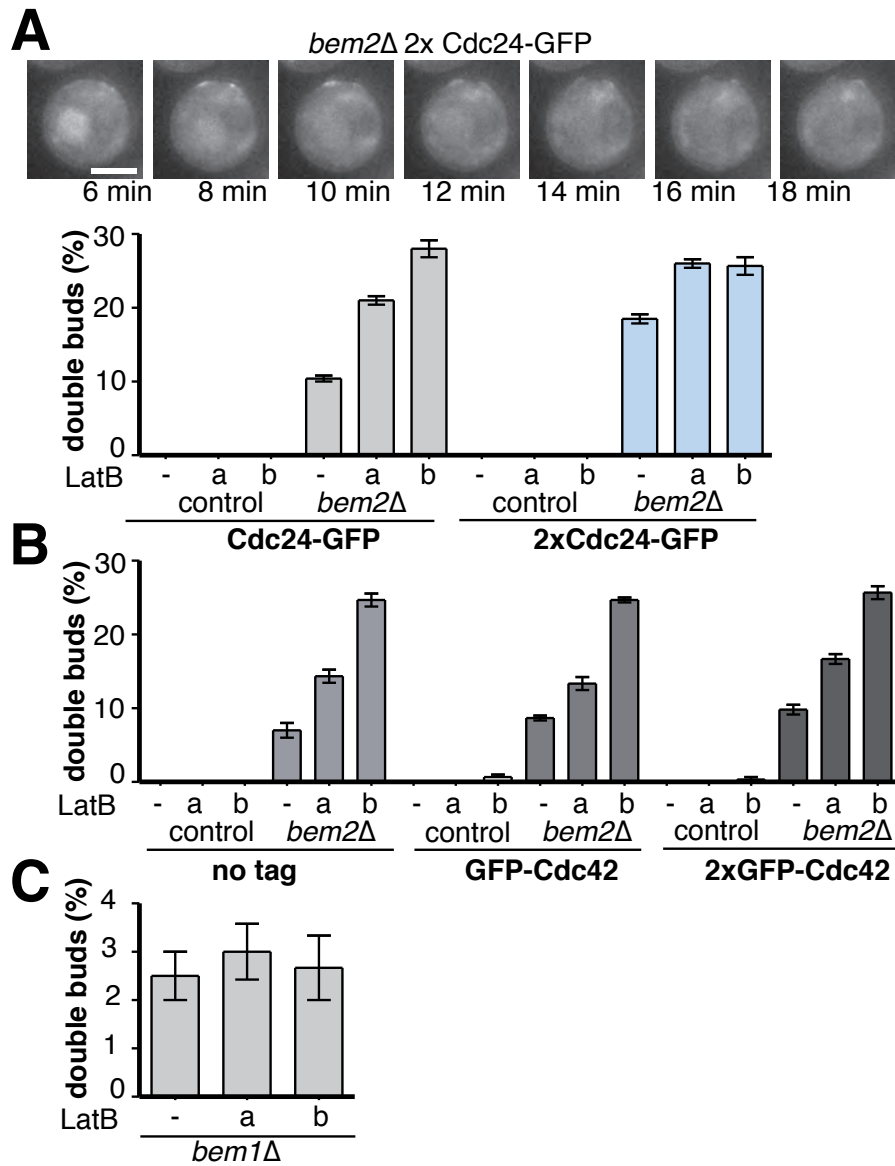 A
bem2Δ 2x Cdc24-GFP
6 min 8 min 10 min 12 min 14 min 16 min 18 min
double buds (%)
30
20
10
0
LatB - a b - a b - a b - a b
control bem2Δ control bem2Δ
Cdc24-GFP 2xCdc24-GFP
B
double buds (%)
30
20
10
0
LatB - a b - a b - a b - a b - a b - a b
control bem2Δ control bem2Δ control bem2Δ
no tag GFP-Cdc42 2xGFP-Cdc42
C
double buds (%)
4
3
2
1
0
LatB - a b
bem1Δ